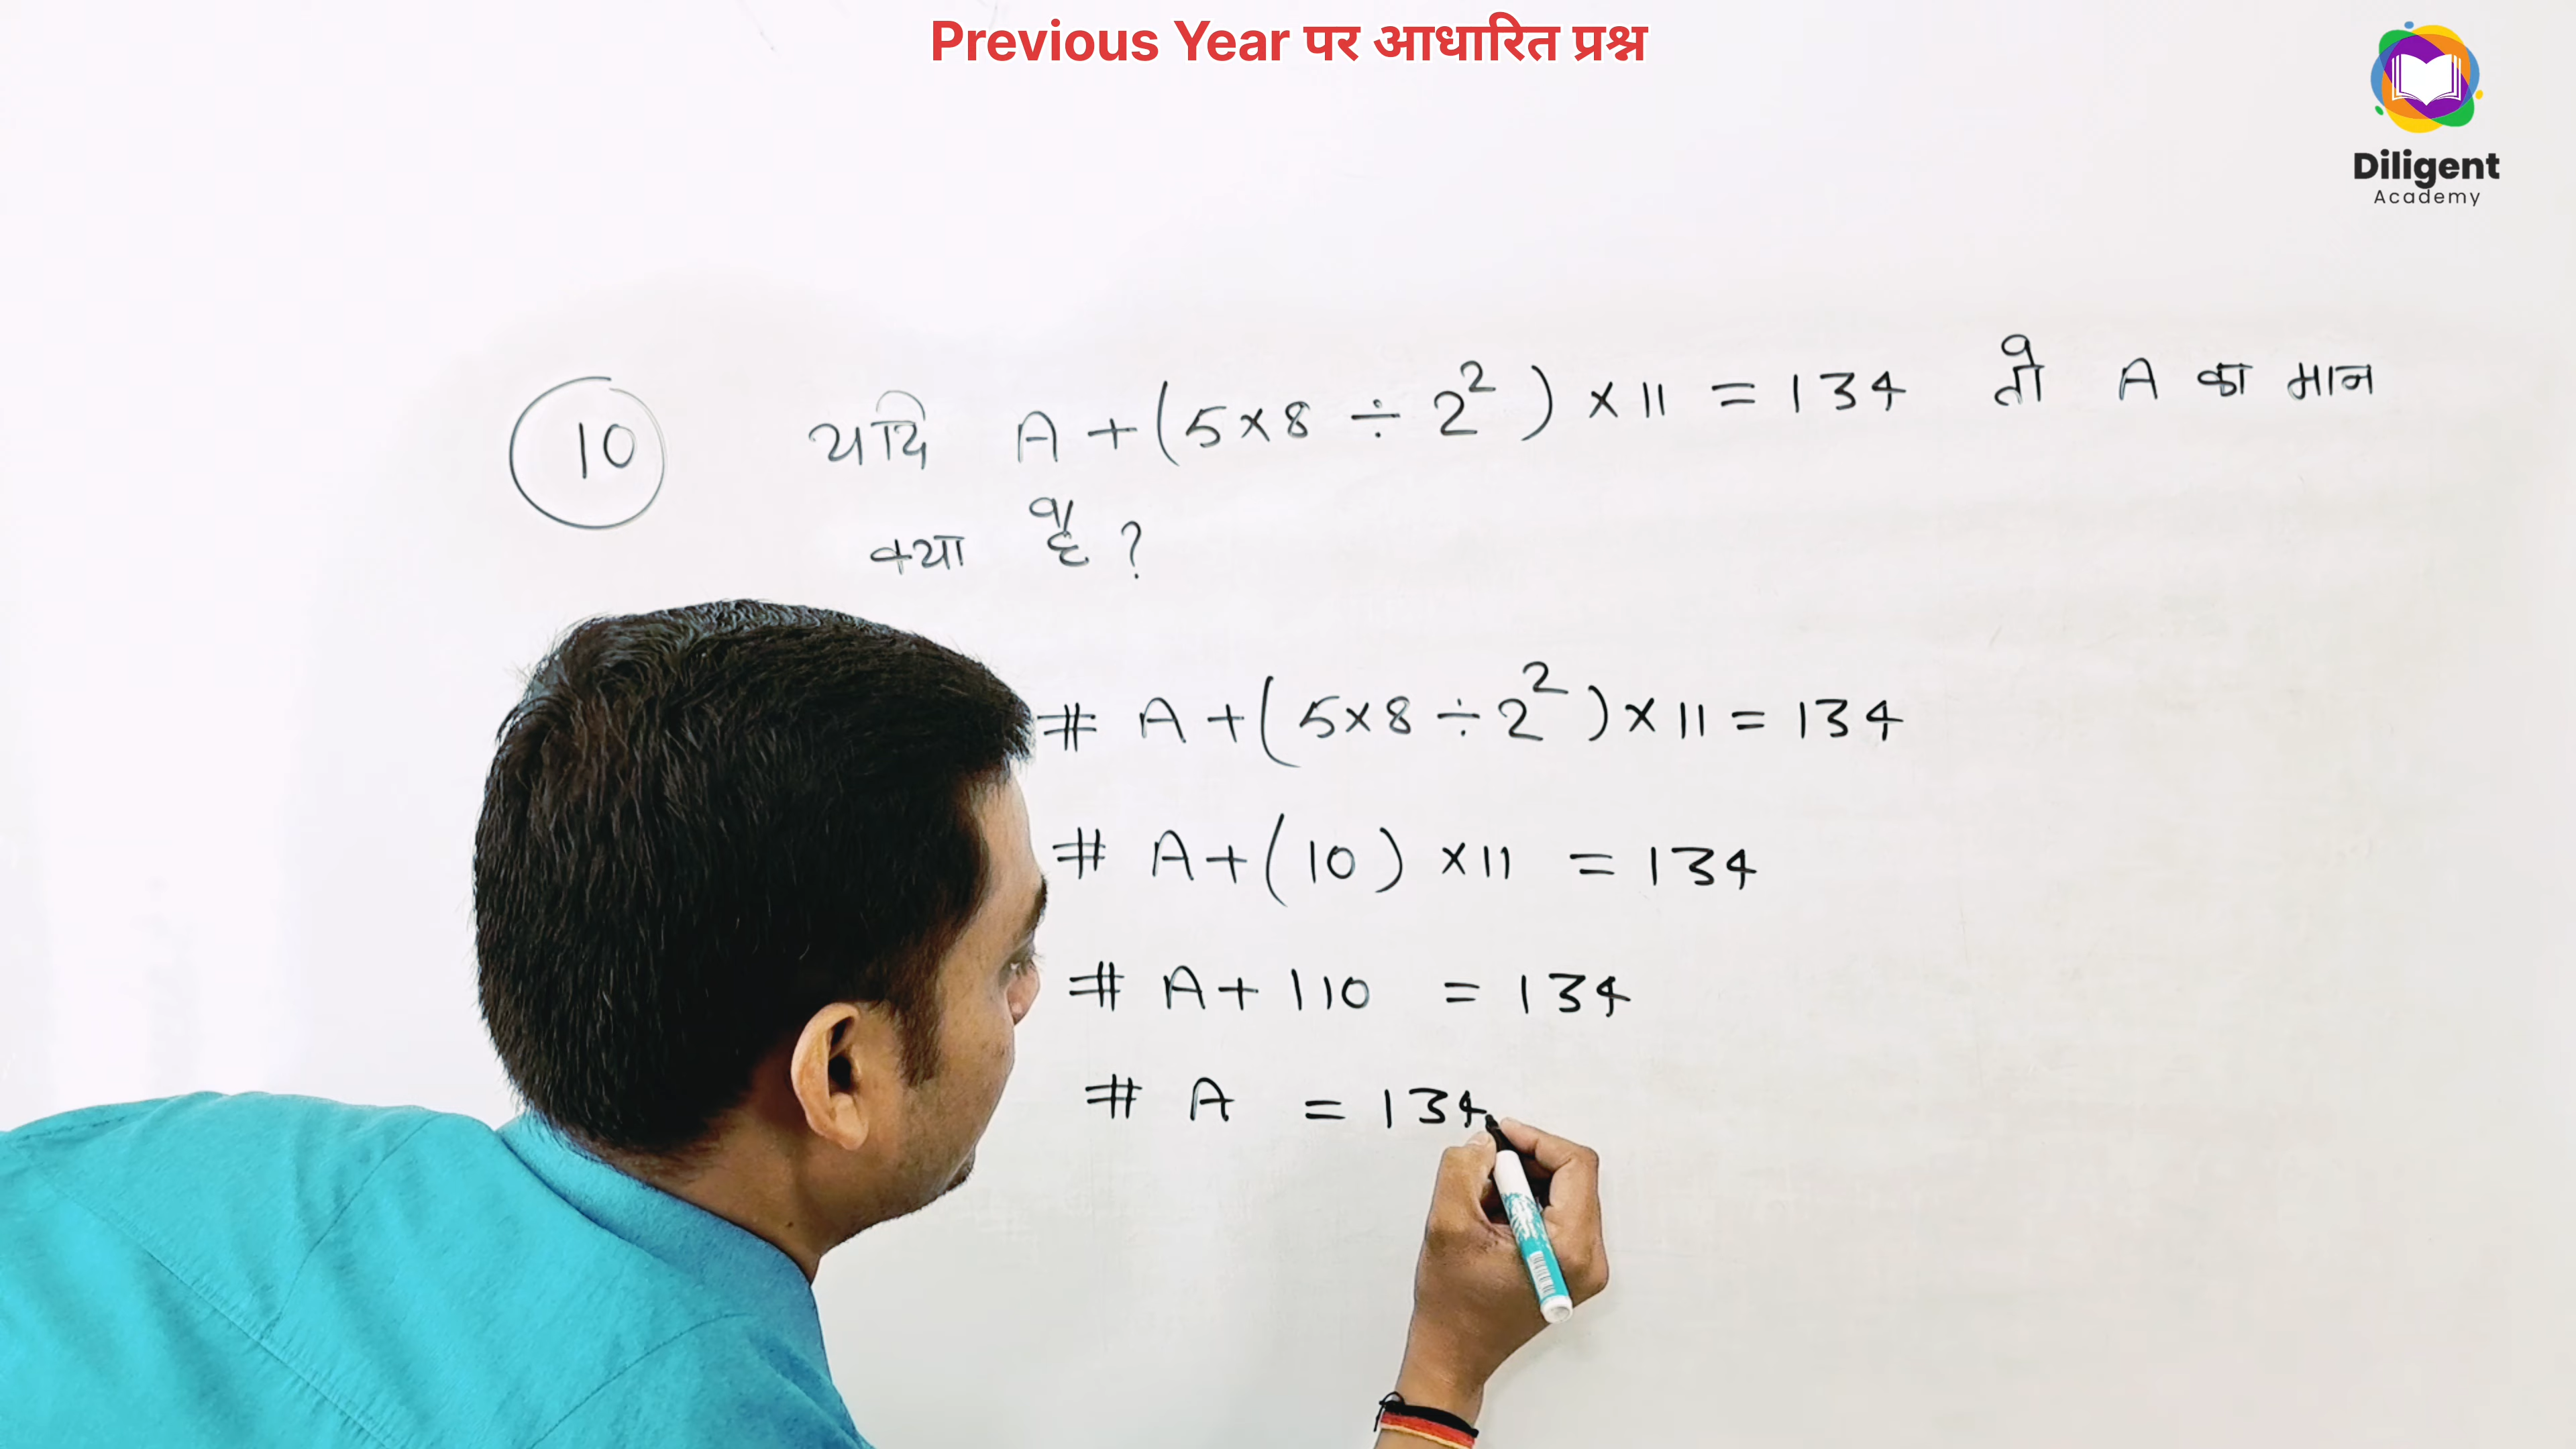 Previous Year पर आधारित प्रश्न
Diligent
Academy
10 यदि A + (5×8 ÷ 2²) × 11 = 134 तो A का मान
क्या है ?
# A + (5×8 ÷ 2²) × 11 = 134
# A + (10) ×11 = 134
# A + 110 = 134
# A = 134